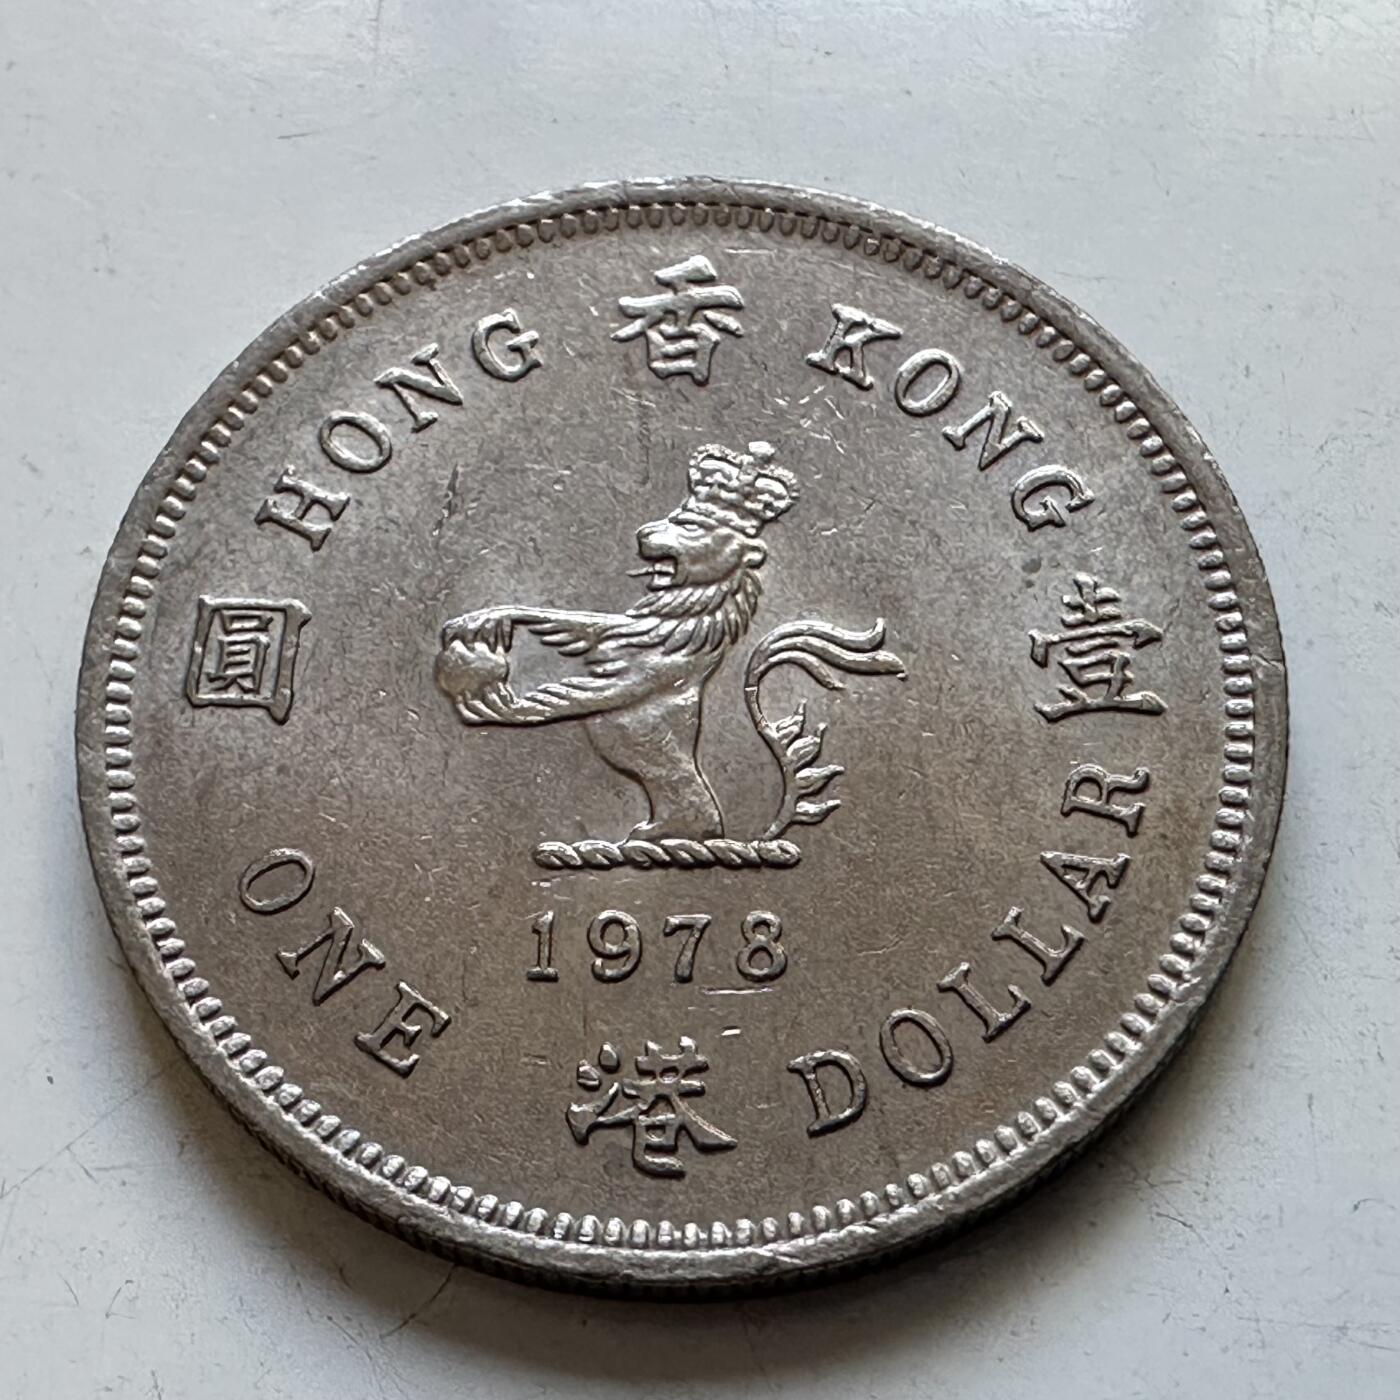 HONG KONG
香港
壹圓
1978
ONE DOLLAR